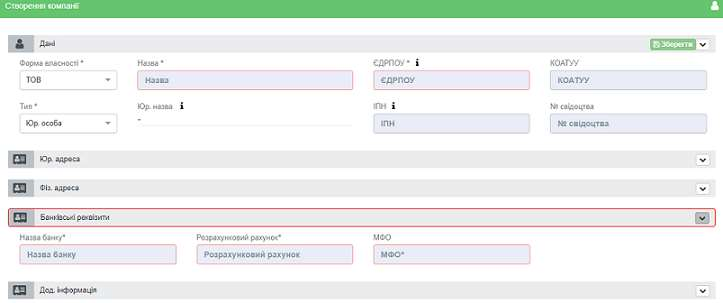 Створення компанії
Дані
Зберегти
Форма власності * Назва * ЄДРПОУ * КОАТУУ
ТОВ Назва ЄДРПОУ КОАТУУ
Тип * Юр. назва ІПН № свідоцтва
Юр. особа - ІПН № свідоцтва
Юр. адреса
Фіз. адреса
Банківські реквізити
Назва банку* Розрахунковий рахунок* МФО
Назва банку Розрахунковий рахунок МФО*
Дод. інформація